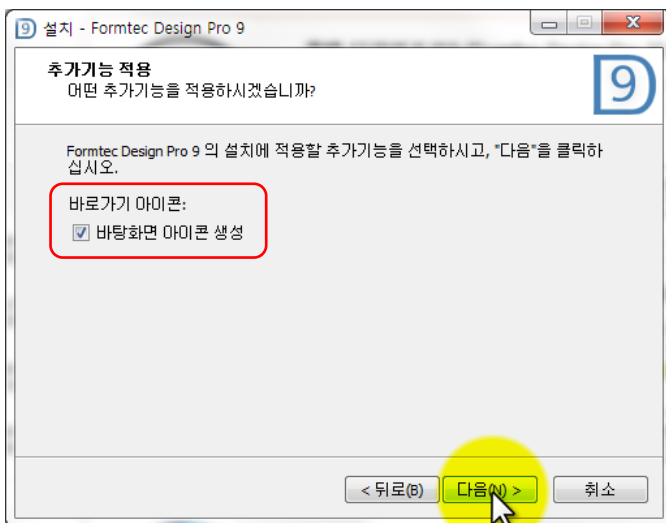 9 설치 - Formtec Design Pro 9
추가기능 적용
어떤 추가기능을 적용하시겠습니까?
9
Formtec Design Pro 9 의 설치에 적용할 추가기능을 선택하시고, "다음"을 클릭하
십시오.
바로가기 아이콘:
바탕화면 아이콘 생성
< 뒤로(B) 다음(N) > 취소